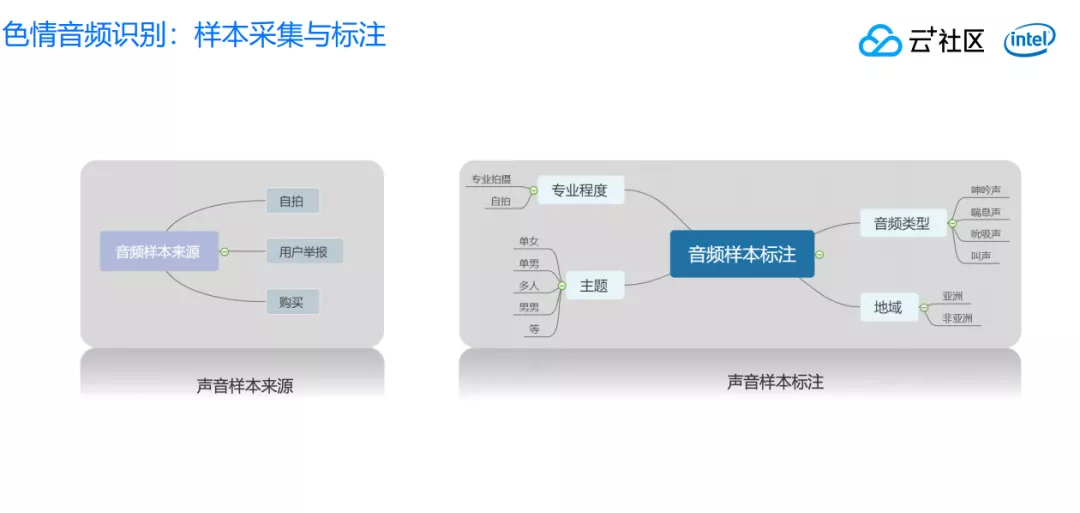 色情音频识别：样本采集与标注
云+社区
intel
音频样本来源
自拍
用户举报
购买
声音样本来源
专业拍摄
自拍
专业程度
单女
单男
多人
男男
等
主题
音频样本标注
音频类型
呻吟声
喘息声
吮吸声
叫声
地域
亚洲
非亚洲
声音样本标注